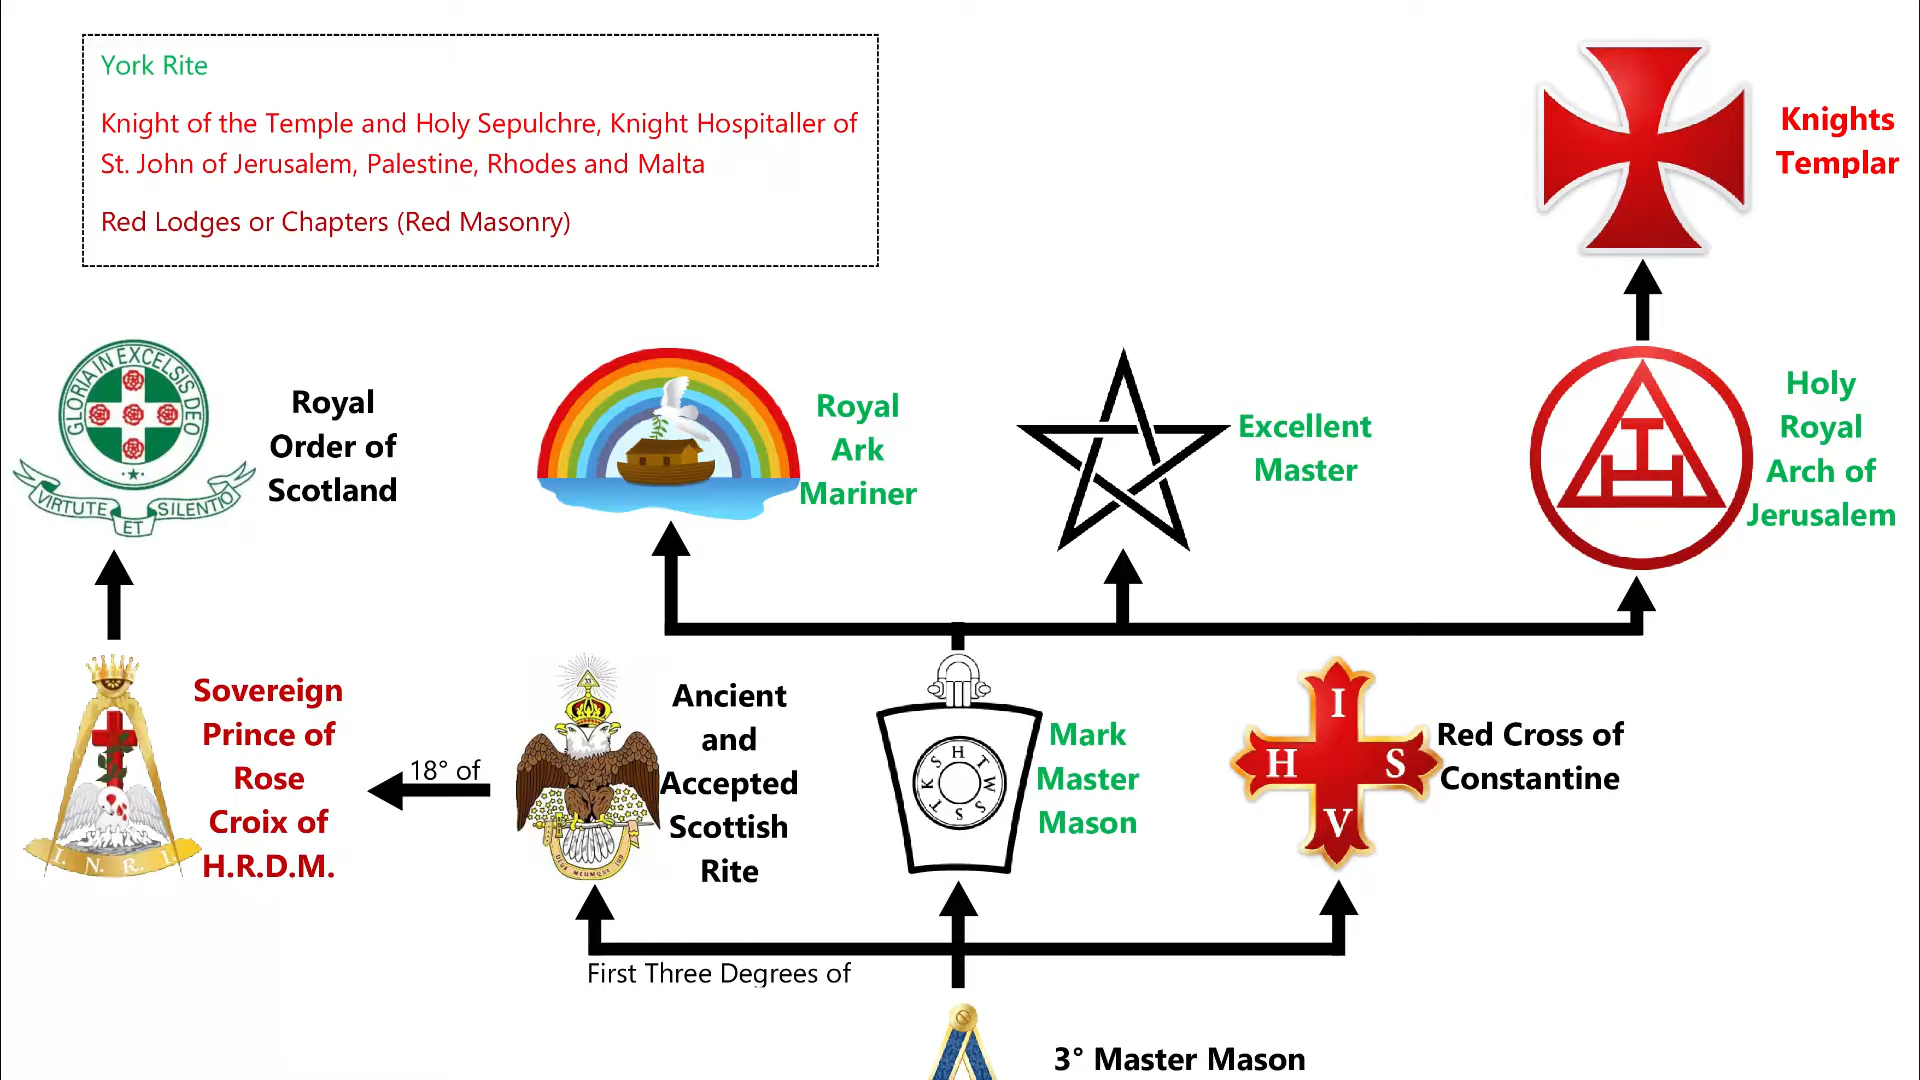 York Rite
Knight of the Temple and Holy Sepulchre, Knight Hospitaller of
St. John of Jerusalem, Palestine, Rhodes and Malta
Red Lodges or Chapters (Red Masonry)
Knights
Templar
GLORIA IN EXCELSIS DEO
VIRTUTE
ET
SILENTIO
Royal
Order of
Scotland
Royal
Ark
Mariner
Excellent
Master
Holy
Royal
Arch of
Jerusalem
I. N. R. I.
Sovereign
Prince of
Rose
Croix of
H.R.D.M.
18° of
33
DEUS MEUMQUE JUS
Ancient
and
Accepted
Scottish
Rite
H T W S S T K S
Mark
Master
Mason
I
H S
V
Red Cross of
Constantine
First Three Degrees of
3° Master Mason